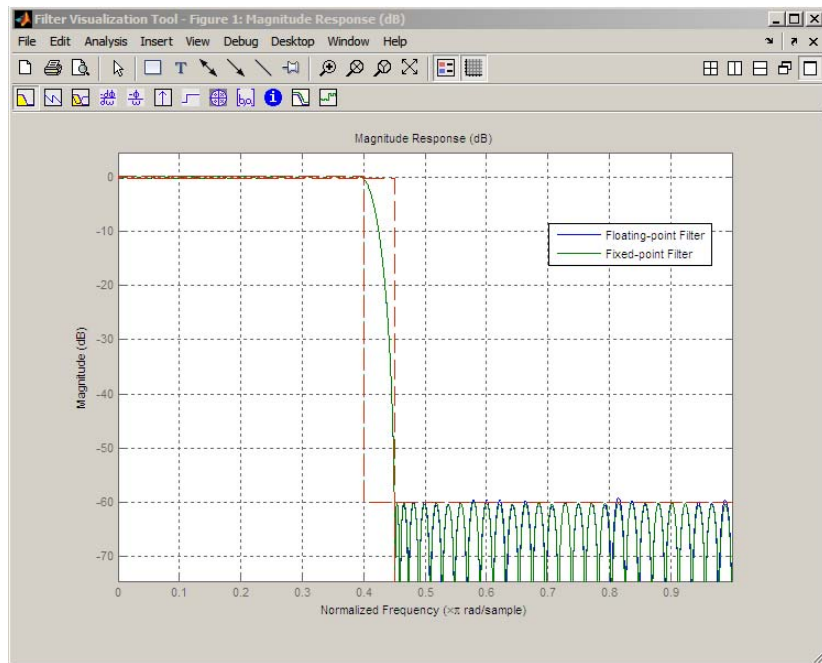 Filter Visualization Tool - Figure 1: Magnitude Response (dB)
File Edit Analysis Insert View Debug Desktop Window Help
Magnitude Response (dB)
0
-10
-20
-30
-40
-50
-60
-70
Magnitude (dB)
Floating-point Filter
Fixed-point Filter
0 0.1 0.2 0.3 0.4 0.5 0.6 0.7 0.8 0.9
Normalized Frequency (×π rad/sample)